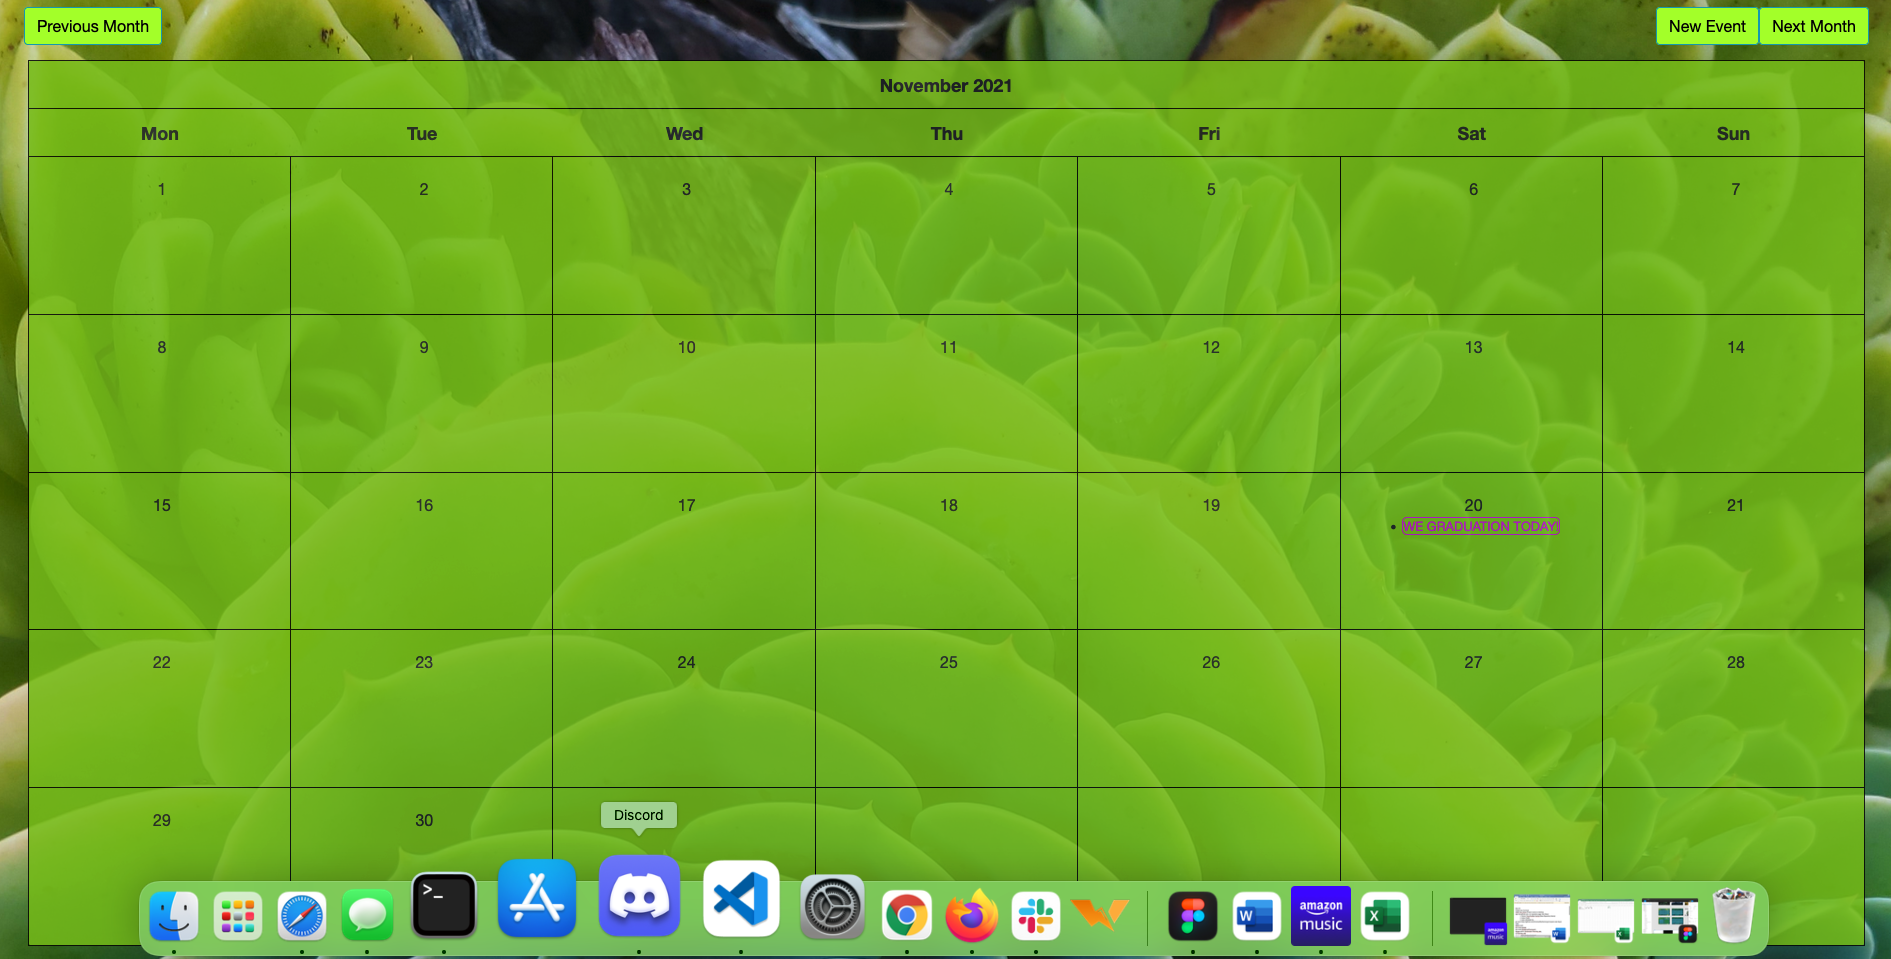 Previous Month
New Event
Next Month
November 2021
Mon Tue Wed Thu Fri Sat Sun
1 2 3 4 5 6 7
8 9 10 11 12 13 14
15 16 17 18 19 20 21
WE GRADUATION TODAY!
22 23 24 25 26 27 28
29 30
Discord
>_
W
amazon music
X